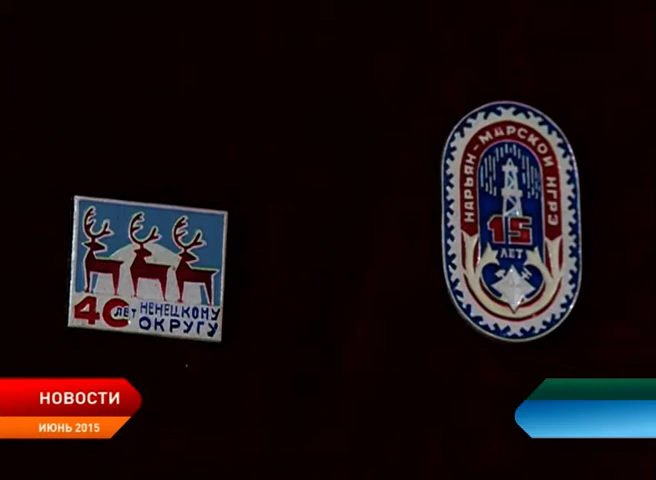 НАРЬЯН-МАРСКОЙ НГРЭ
15
ЛЕТ
40 ЛЕТ НЕНЕЦКОМУ
ОКРУГУ
НОВОСТИ
ИЮНЬ 2015